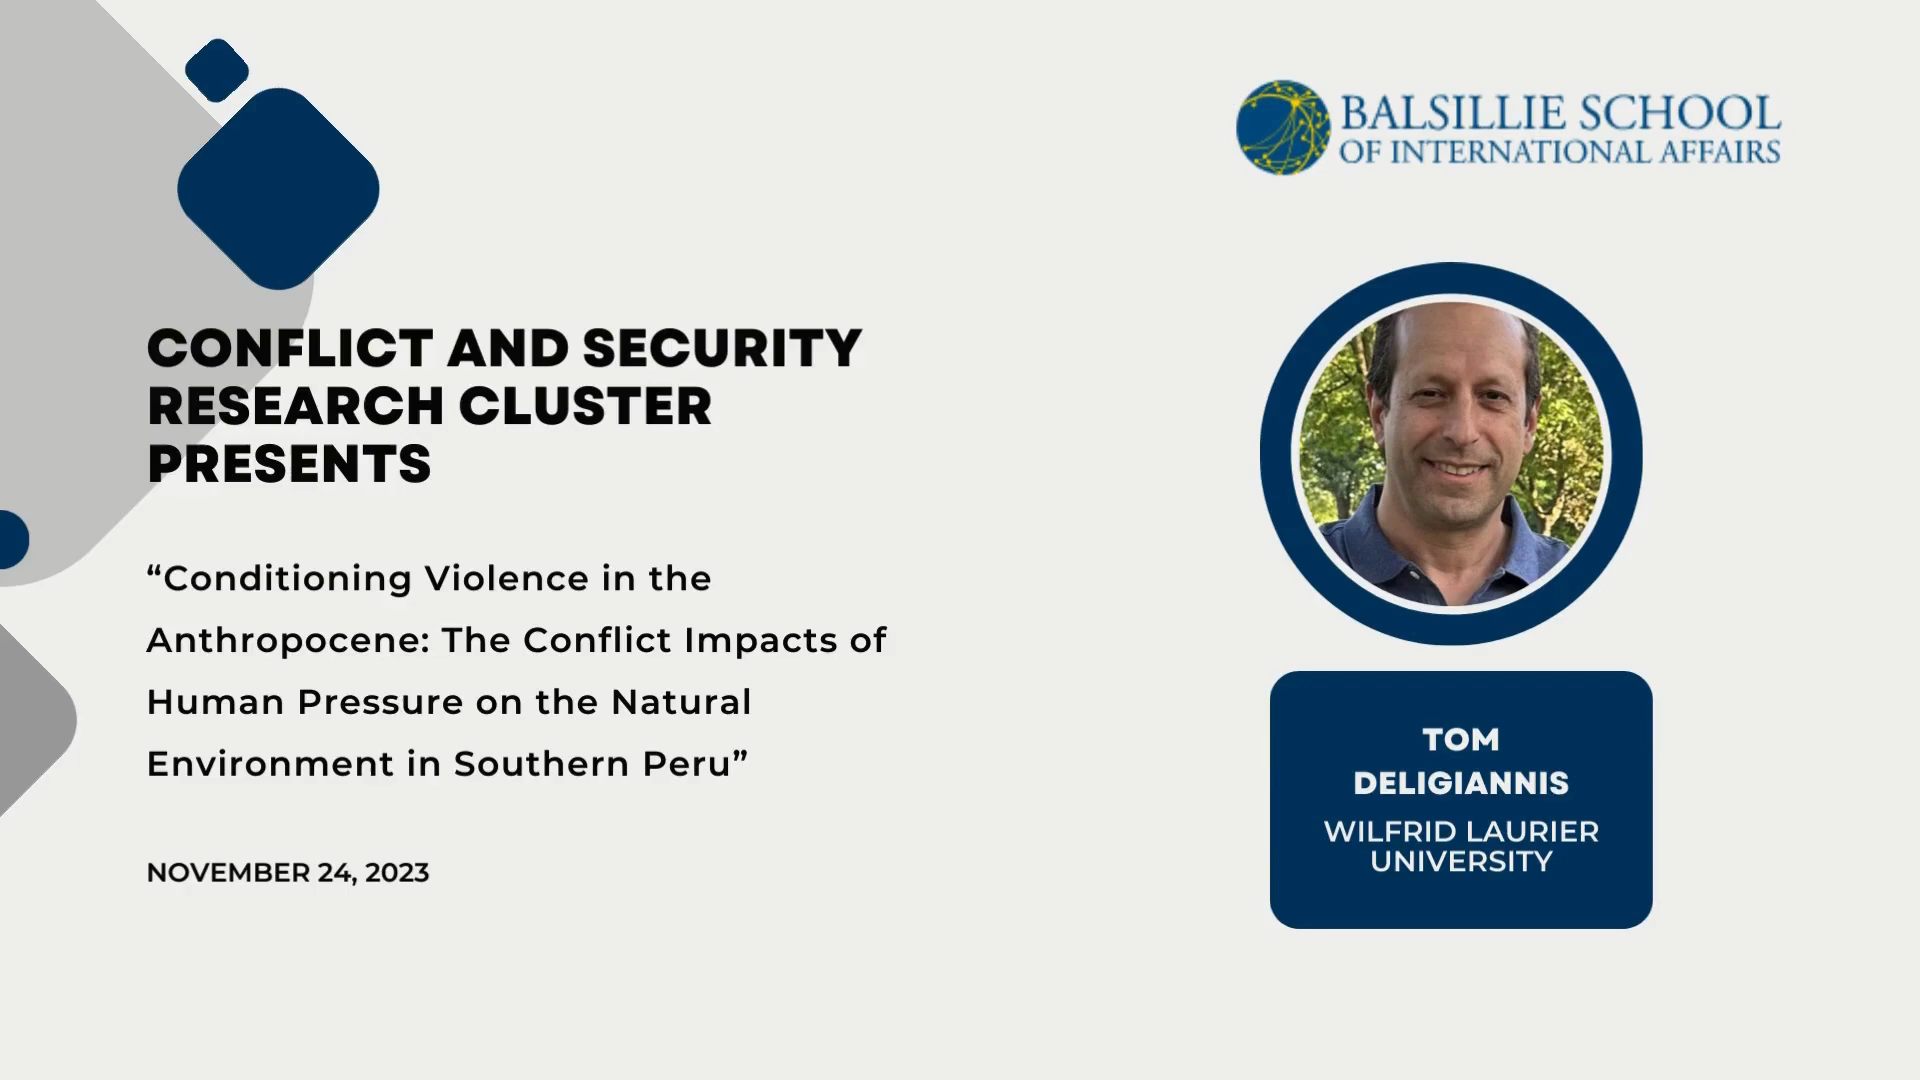 BALSILLIE SCHOOL
OF INTERNATIONAL AFFAIRS
CONFLICT AND SECURITY
RESEARCH CLUSTER
PRESENTS
“Conditioning Violence in the
Anthropocene: The Conflict Impacts of
Human Pressure on the Natural
Environment in Southern Peru”
NOVEMBER 24, 2023
TOM
DELIGIANNIS
WILFRID LAURIER
UNIVERSITY